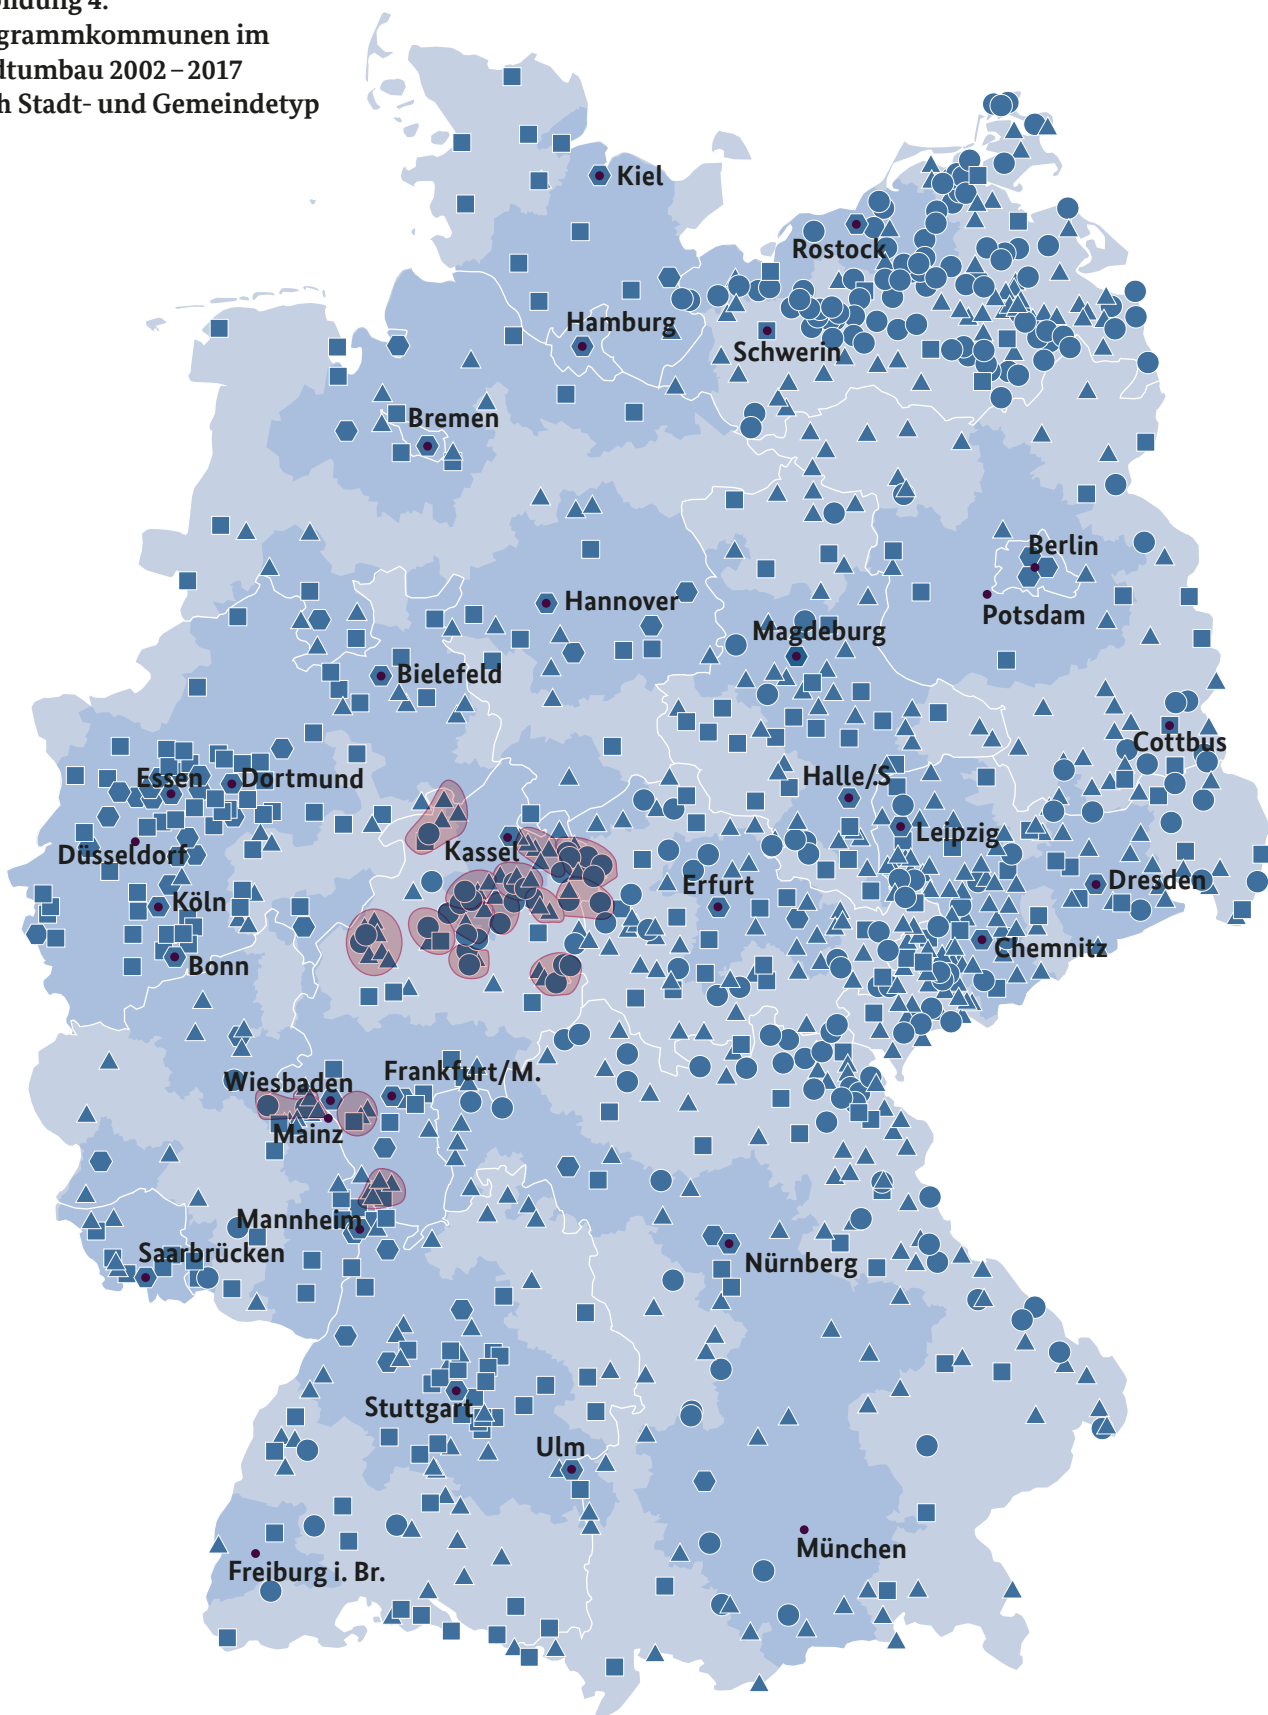 grammkommunen im
dtumbau 2002–2017
h Stadt- und Gemeindetyp
Kiel
Rostock
Hamburg
Schwerin
Bremen
Berlin
Hannover
Potsdam
Magdeburg
Bielefeld
Cottbus
Essen
Dortmund
Halle/S
Leipzig
Düsseldorf
Kassel
Erfurt
Dresden
Köln
Chemnitz
Bonn
Wiesbaden
Frankfurt/M.
Mainz
Mannheim
Saarbrücken
Nürnberg
Stuttgart
Ulm
München
Freiburg i. Br.